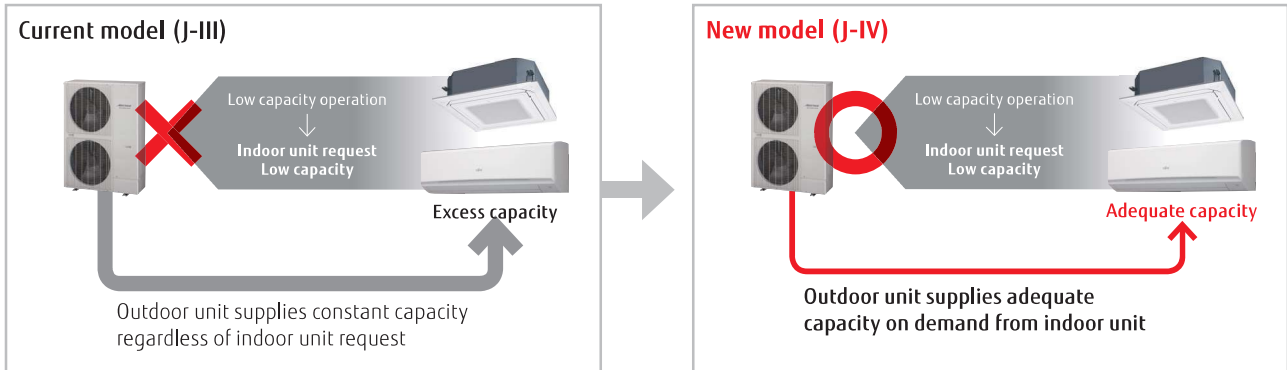 Current model (J-III)
Low capacity operation
Indoor unit request
Low capacity
Excess capacity
Outdoor unit supplies constant capacity
regardless of indoor unit request
New model (J-IV)
Low capacity operation
Indoor unit request
Low capacity
Adequate capacity
Outdoor unit supplies adequate
capacity on demand from indoor unit